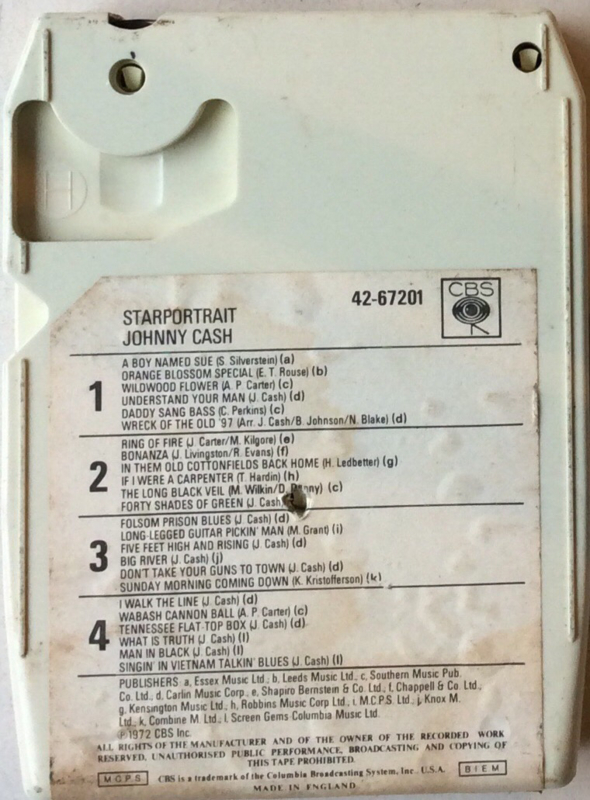 H
STARPORTRAIT
JOHNNY CASH
42-67201
CBS
1
A BOY NAMED SUE (S. Silverstein) (a)
ORANGE BLOSSOM SPECIAL (E. T. Rouse) (b)
WILDWOOD FLOWER (A. P. Carter) (c)
UNDERSTAND YOUR MAN (J. Cash) (d)
DADDY SANG BASS (C. Perkins) (c)
WRECK OF THE OLD '97 (Arr. J. Cash/B. Johnson/N. Blake) (d)
2
RING OF FIRE (J. Carter/M. Kilgore) (e)
BONANZA (J. Livingston/R. Evans) (f)
IN THEM OLD COTTONFIELDS BACK HOME (H. Ledbetter) (g)
IF I WERE A CARPENTER (T. Hardin) (h)
THE LONG BLACK VEIL (M. Wilkin/D. (c)
FORTY SHADES OF GREEN (J. Cash)
3
FOLSOM PRISON BLUES (J. Cash) (d)
LONG-LEGGED GUITAR PICKIN' MAN (M. Grant) (i)
FIVE FEET HIGH AND RISING (J. Cash) (d)
BIG RIVER (J. Cash) (j)
DON'T TAKE YOUR GUNS TO TOWN (J. Cash) (d)
SUNDAY MORNING COMING DOWN (K. Kristofferson) (k)
4
I WALK THE LINE (J. Cash) (d)
WABASH CANNON BALL (A. P. Carter) (c)
TENNESSEE FLAT-TOP BOX (J. Cash) (d)
WHAT IS TRUTH (J. Cash) (l)
MAN IN BLACK (J. Cash) (l)
SINGIN' IN VIETNAM TALKIN' BLUES (J. Cash) (l)
PUBLISHERS: a, Essex Music Ltd., b, Leeds Music Ltd., c, Southern Music Pub.
Co. Ltd., d, Carlin Music Corp., e, Shapiro Bernstein & Co. Ltd., f, Chappell & Co. Ltd.,
g, Kensington Music Ltd., h, Robbins Music Corp Ltd., i, M.C.P.S. Ltd., j, Knox M.
Ltd., k, Combine M. Ltd., l, Screen Gems Columbia Music Ltd.
℗ 1972 CBS Inc.
ALL RIGHTS OF THE MANUFACTURER AND OF THE OWNER OF THE RECORDED WORK
RESERVED. UNAUTHORISED PUBLIC PERFORMANCE, BROADCASTING AND COPYING OF
THIS TAPE PROHIBITED.
MCPS
CBS is a trademark of the Columbia Broadcasting System, Inc. U.S.A.
BIEM
MADE IN ENGLAND